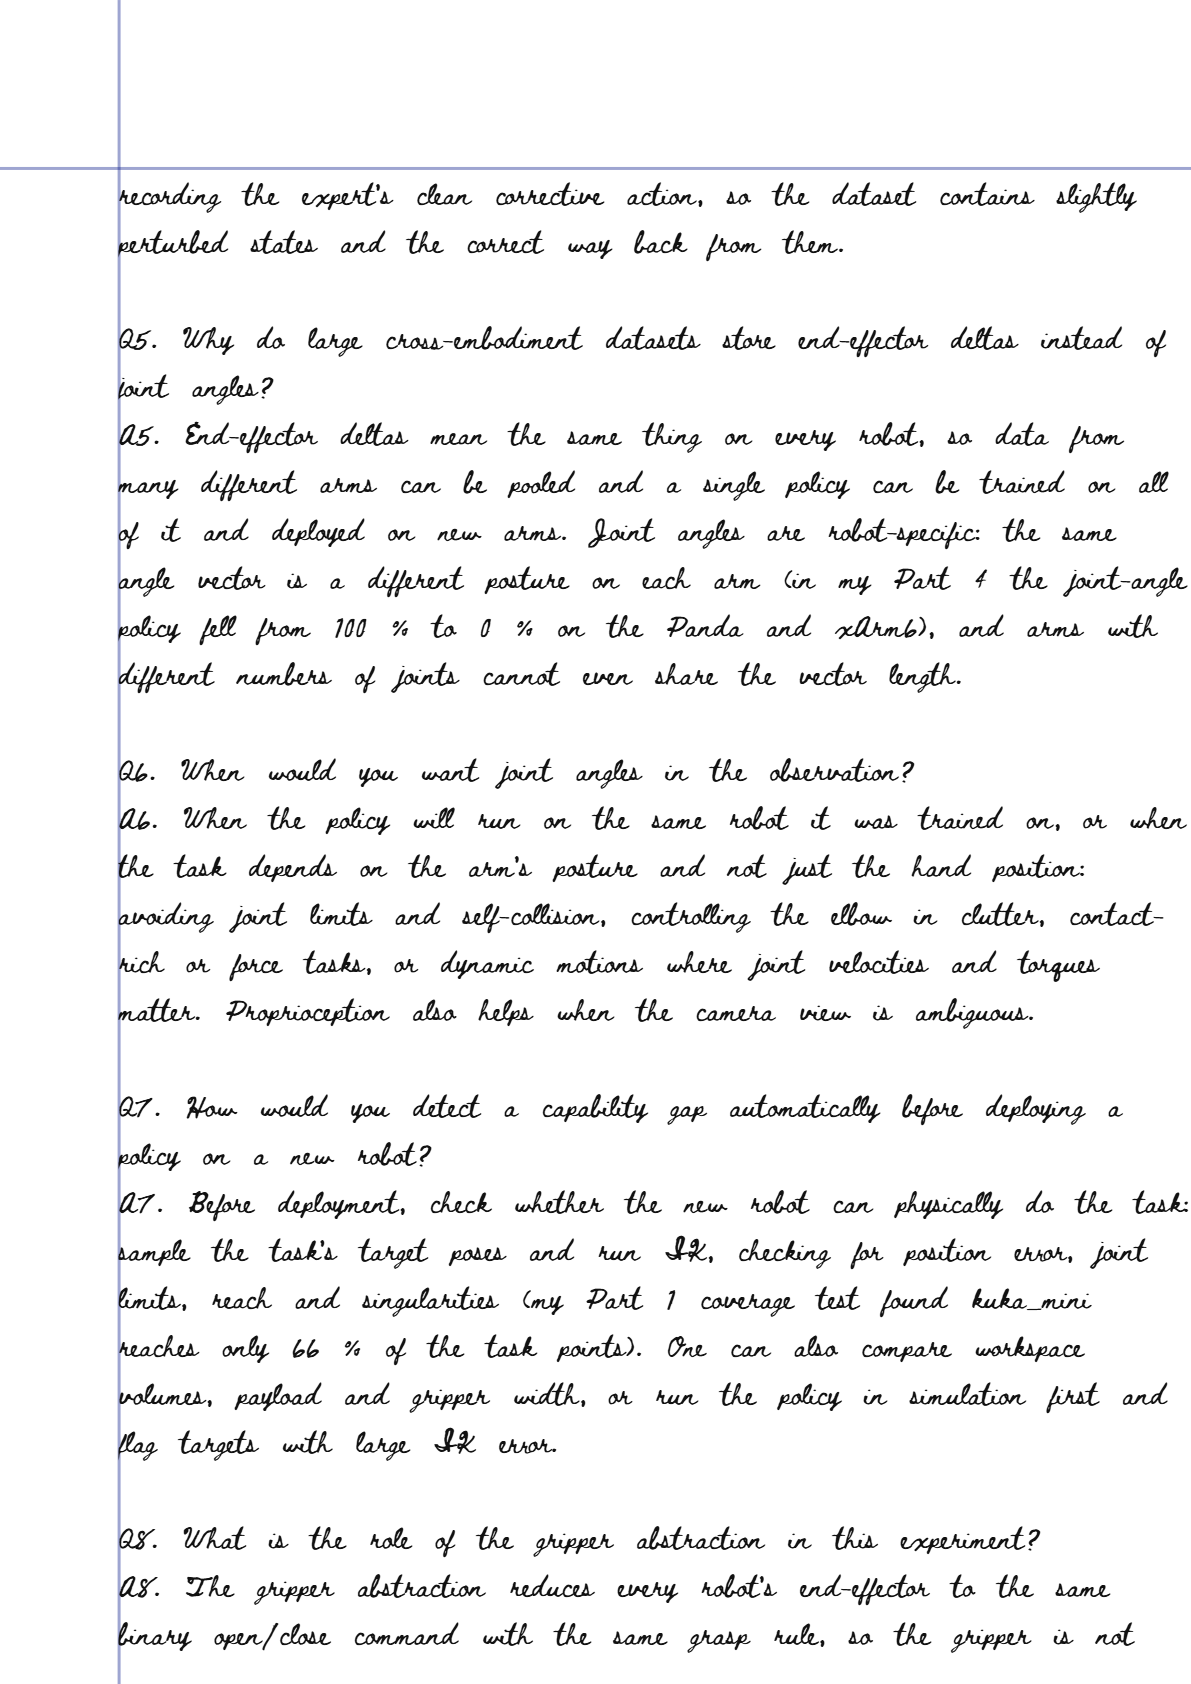 recording the expert's clean corrective action, so the dataset contains slightly
perturbed states and the correct way back from them.
Q5. Why do large cross-embodiment datasets store end-effector deltas instead of
joint angles?
A5. End-effector deltas mean the same thing on every robot, so data from
many different arms can be pooled and a single policy can be trained on all
of it and deployed on new arms. Joint angles are robot-specific: the same
angle vector is a different posture on each arm (in my Part 4 the joint-angle
policy fell from 100 % to 0 % on the Panda and xArm6), and arms with
different numbers of joints cannot even share the vector length.
Q6. When would you want joint angles in the observation?
A6. When the policy will run on the same robot it was trained on, or when
the task depends on the arm's posture and not just the hand position:
avoiding joint limits and self-collision, controlling the elbow in clutter, contact-
rich or force tasks, or dynamic motions where joint velocities and torques
matter. Proprioception also helps when the camera view is ambiguous.
Q7. How would you detect a capability gap automatically before deploying a
policy on a new robot?
A7. Before deployment, check whether the new robot can physically do the task:
sample the task's target poses and run IK, checking for position error, joint
limits, reach and singularities (my Part 1 coverage test found kuka_mini
reaches only 66 % of the task points). One can also compare workspace
volumes, payload and gripper width, or run the policy in simulation first and
flag targets with large IK error.
Q8. What is the role of the gripper abstraction in this experiment?
A8. The gripper abstraction reduces every robot's end-effector to the same
binary open/close command with the same grasp rule, so the gripper is not